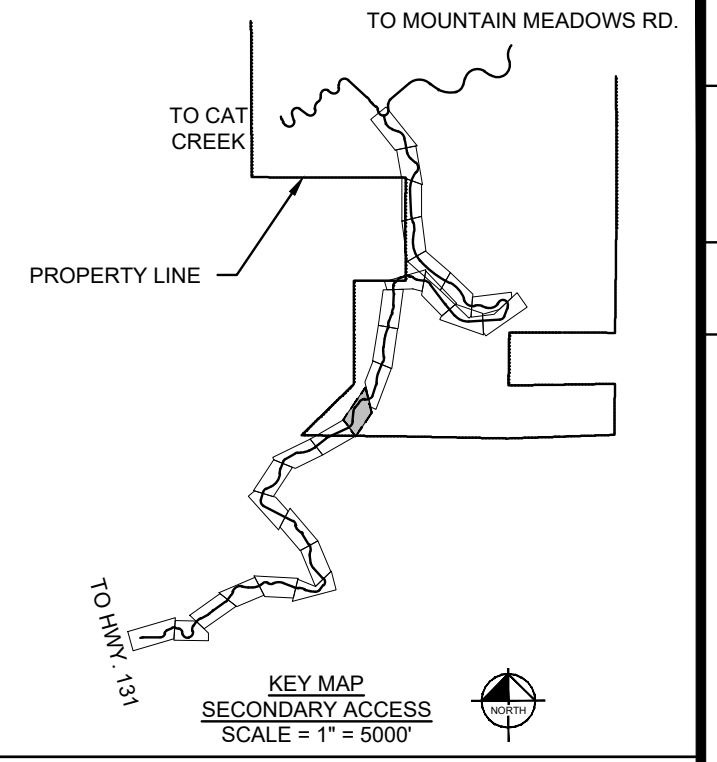 TO MOUNTAIN MEADOWS RD.
TO CAT
CREEK
PROPERTY LINE
TO HWY. 131
KEY MAP
SECONDARY ACCESS
SCALE = 1" = 5000'
NORTH